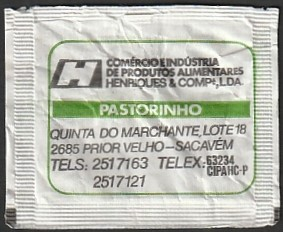 H
COMÉRCIO E INDÚSTRIA
DE PRODUTOS ALIMENTARES
HENRIQUES & COMPª, LDA.
PASTORINHO
QUINTA DO MARCHANTE, LOTE 18
2685 PRIOR VELHO – SACAVÉM
TELS: 2517163 TELEX: 63234
2517121 CIPAHC-P